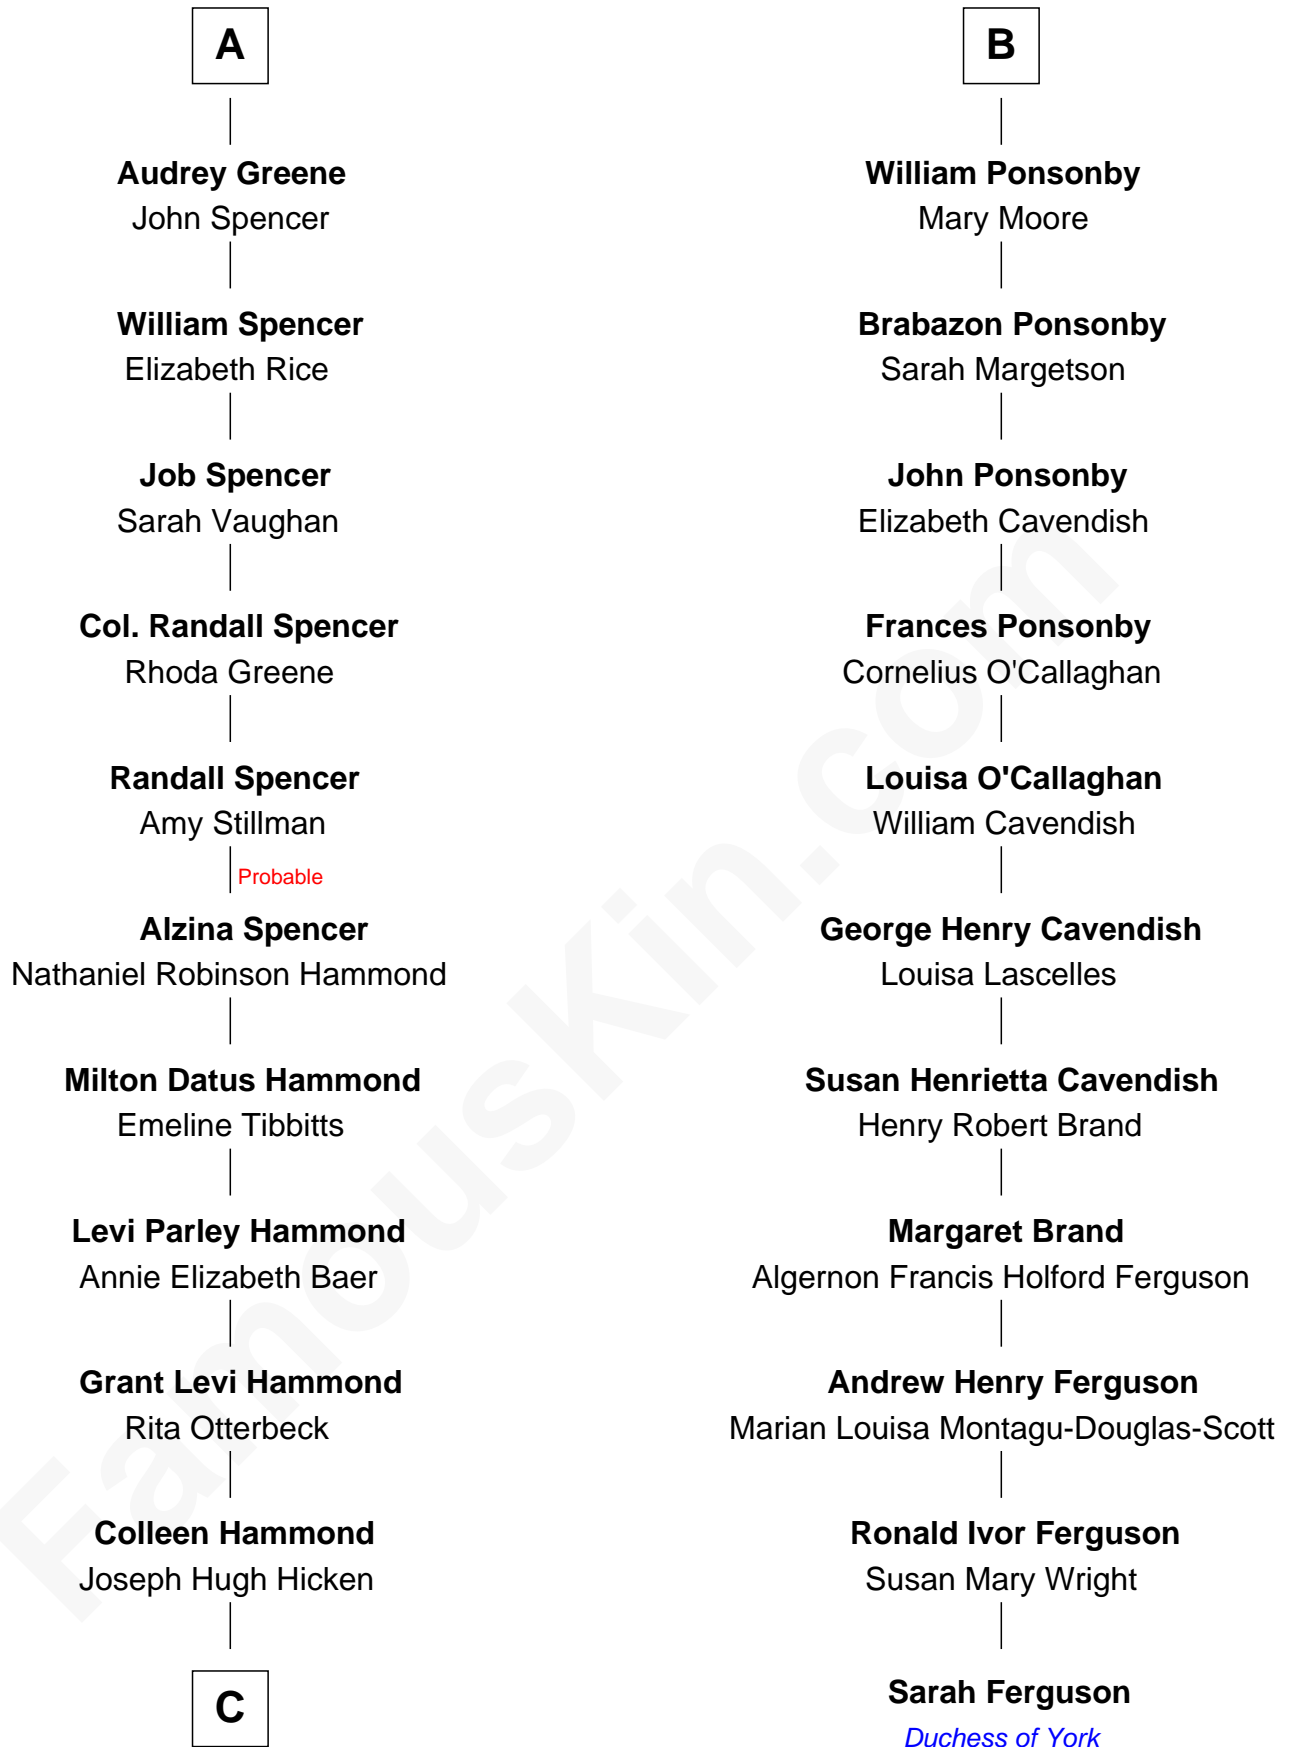 A
Audrey Greene
John Spencer
William Spencer
Elizabeth Rice
Job Spencer
Sarah Vaughan
Col. Randall Spencer
Rhoda Greene
Randall Spencer
Amy Stillman
Probable
Alzina Spencer
Nathaniel Robinson Hammond
Milton Datus Hammond
Emeline Tibbitts
Levi Parley Hammond
Annie Elizabeth Baer
Grant Levi Hammond
Rita Otterbeck
Colleen Hammond
Joseph Hugh Hicken
C
B
William Ponsonby
Mary Moore
Brabazon Ponsonby
Sarah Margetson
John Ponsonby
Elizabeth Cavendish
Frances Ponsonby
Cornelius O'Callaghan
Louisa O'Callaghan
William Cavendish
George Henry Cavendish
Louisa Lascelles
Susan Henrietta Cavendish
Henry Robert Brand
Margaret Brand
Algernon Francis Holford Ferguson
Andrew Henry Ferguson
Marian Louisa Montagu-Douglas-Scott
Ronald Ivor Ferguson
Susan Mary Wright
Sarah Ferguson
Duchess of York
FamousKin.com